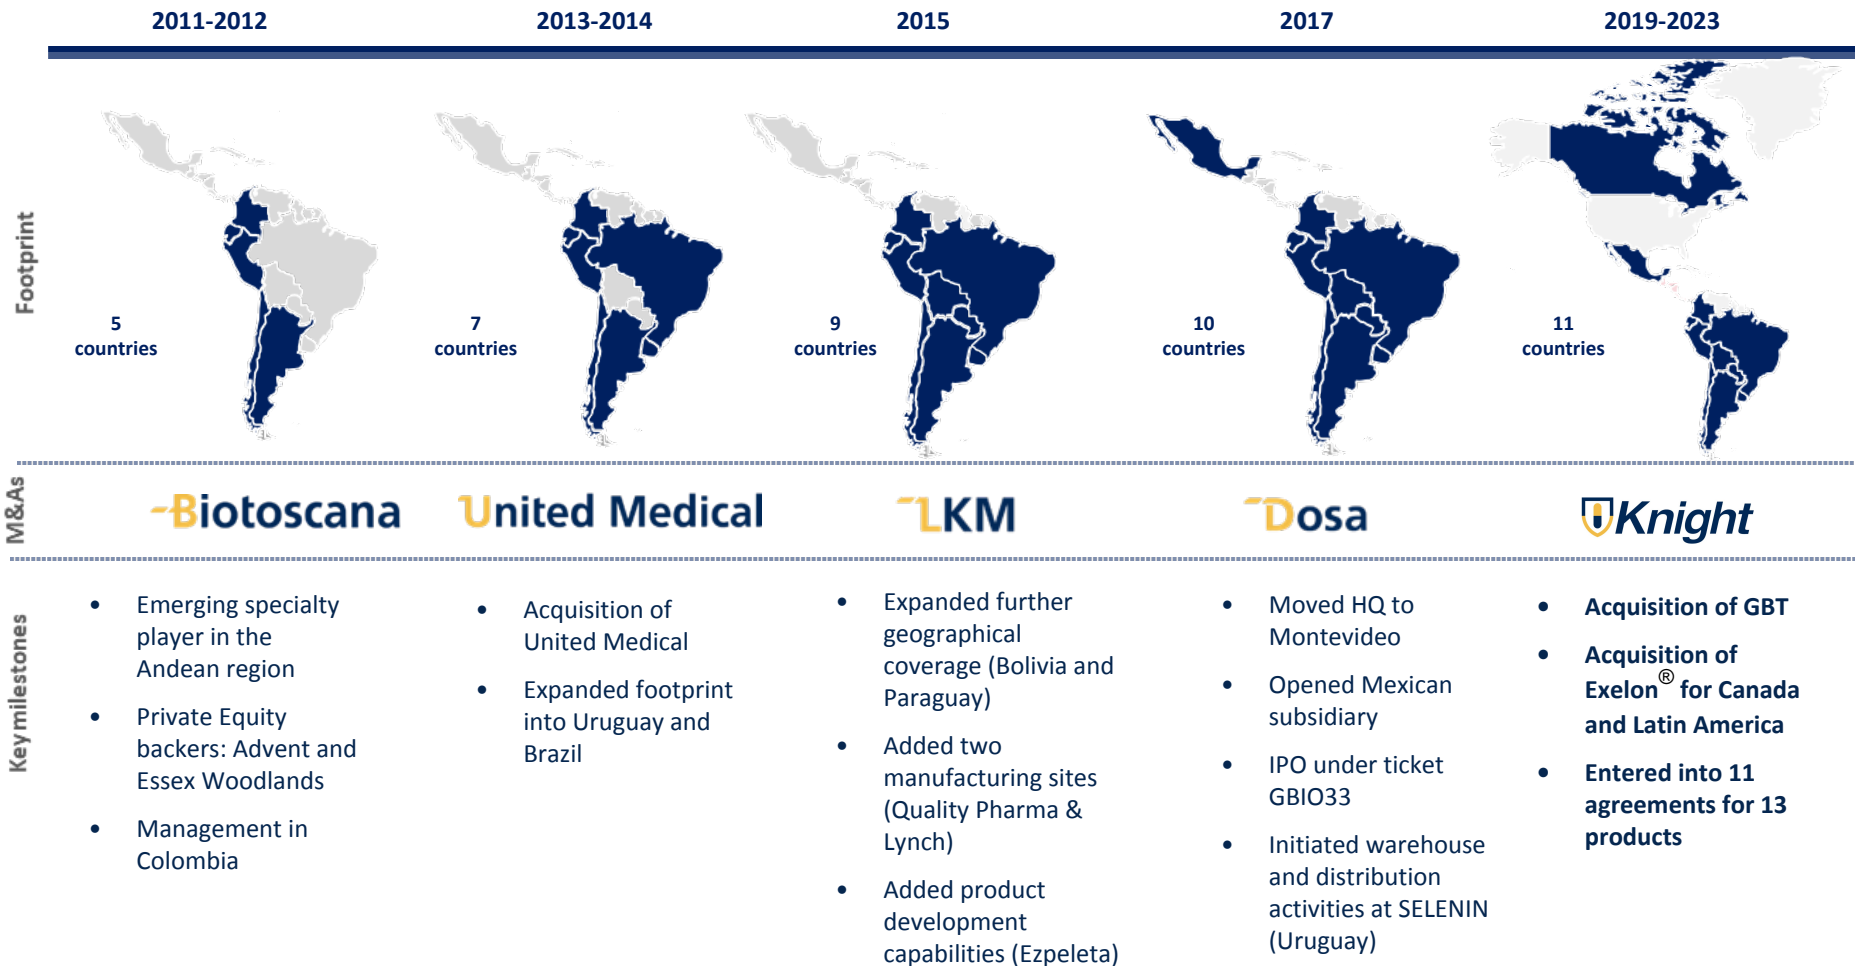 2011-2012
2013-2014
2015
2017
2019-2023
Footprint
5
countries
7
countries
9
countries
10
countries
11
countries
M&As
Biotoscana
United Medical
LKM
Dosa
Knight
Key milestones
• Emerging specialty
player in the
Andean region
• Private Equity
backers: Advent and
Essex Woodlands
• Management in
Colombia
• Acquisition of
United Medical
• Expanded footprint
into Uruguay and
Brazil
• Expanded further
geographical
coverage (Bolivia and
Paraguay)
• Added two
manufacturing sites
(Quality Pharma &
Lynch)
• Added product
development
capabilities (Ezpeleta)
• Moved HQ to
Montevideo
• Opened Mexican
subsidiary
• IPO under ticket
GBIO33
• Initiated warehouse
and distribution
activities at SELENIN
(Uruguay)
• Acquisition of GBT
• Acquisition of
Exelon® for Canada
and Latin America
• Entered into 11
agreements for 13
products